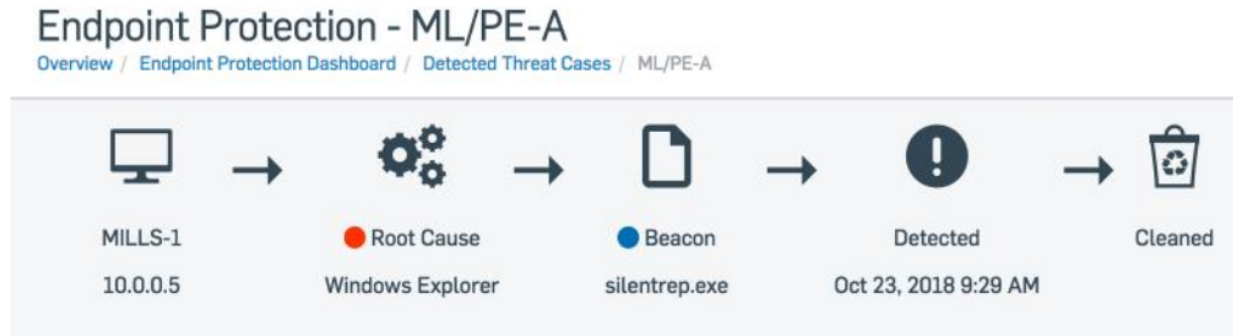 Endpoint Protection - ML/PE-A
Overview / Endpoint Protection Dashboard / Detected Threat Cases / ML/PE-A
MILLS-1
Root Cause
Beacon
Detected
Cleaned
10.0.0.5
Windows Explorer
silentrep.exe
Oct 23, 2018 9:29 AM